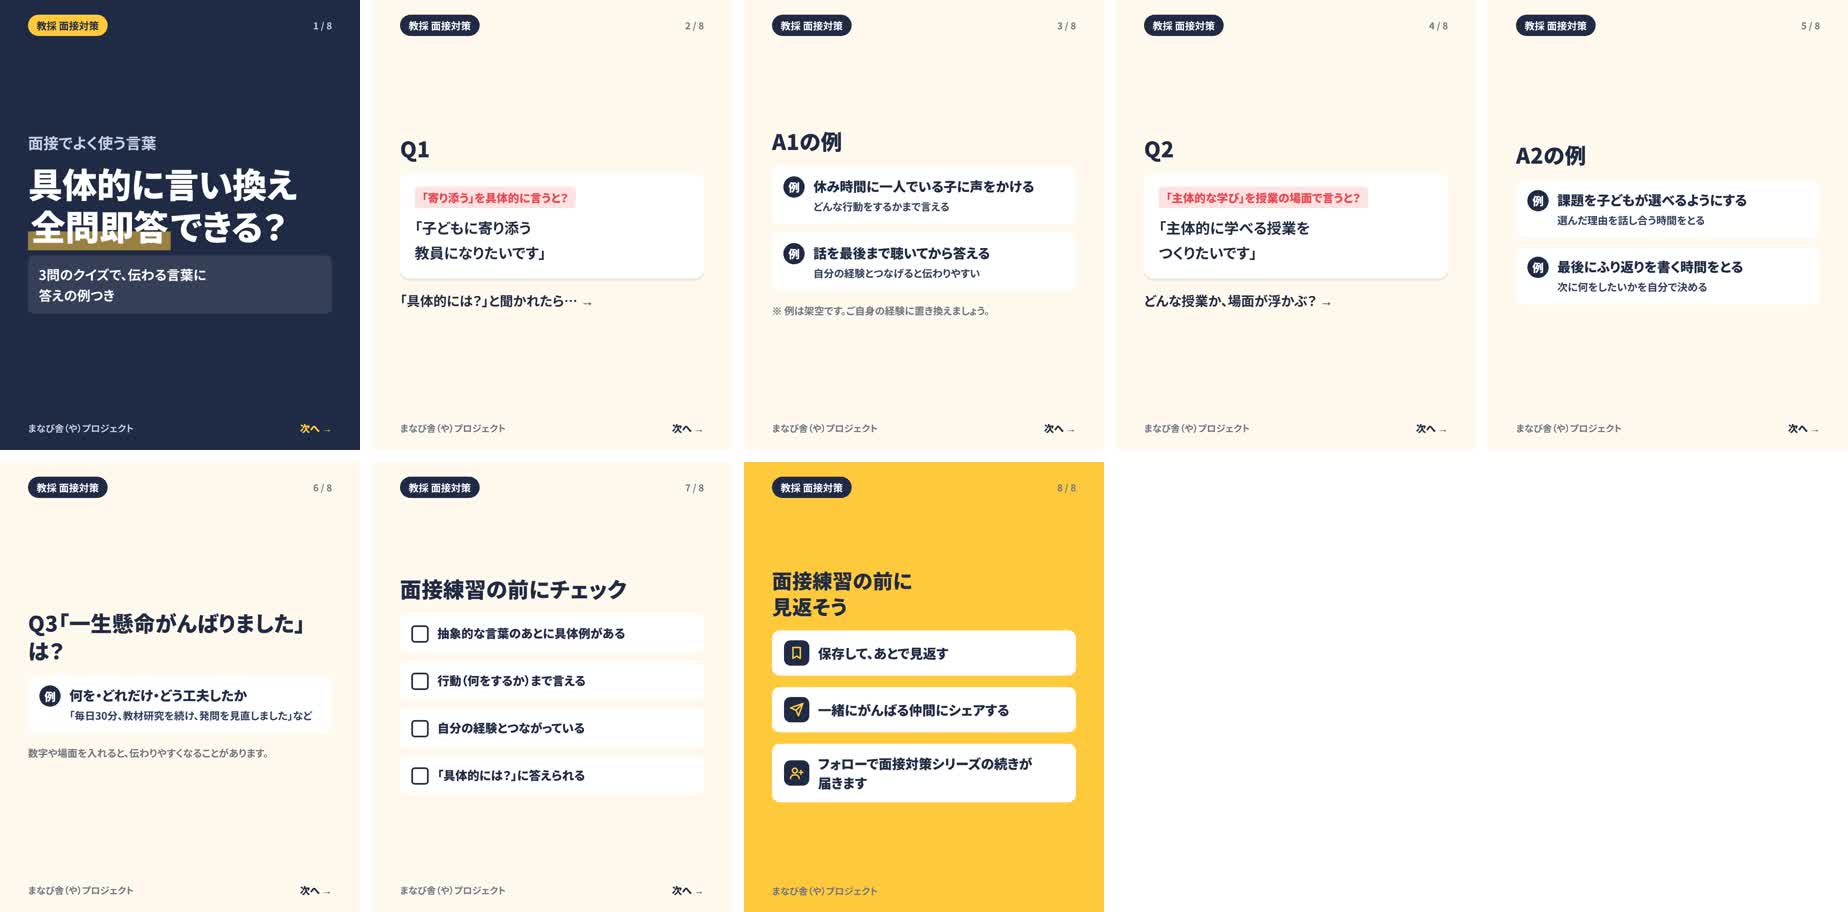 教採 面接対策
1 / 8
面接でよく使う言葉
具体的に言い換え
全問即答できる？
3問のクイズで、伝わる言葉に
答えの例つき
まなび舎（や）プロジェクト
次へ →
教採 面接対策
2 / 8
Q1
「寄り添う」を具体的に言うと？
「子どもに寄り添う
教員になりたいです」
「具体的には？」と聞かれたら… →
まなび舎（や）プロジェクト
次へ →
教採 面接対策
3 / 8
A1の例
例 休み時間に一人でいる子に声をかける
どんな行動をするかまで言える
例 話を最後まで聴いてから答える
自分の経験とつなげると伝わりやすい
※ 例は架空です。ご自身の経験に置き換えましょう。
まなび舎（や）プロジェクト
次へ →
教採 面接対策
4 / 8
Q2
「主体的な学び」を授業の場面で言うと？
「主体的に学べる授業を
つくりたいです」
どんな授業か、場面が浮かぶ？ →
まなび舎（や）プロジェクト
次へ →
教採 面接対策
5 / 8
A2の例
例 課題を子どもが選べるようにする
選んだ理由を話し合う時間をとる
例 最後にふり返りを書く時間をとる
次に何をしたいかを自分で決める
まなび舎（や）プロジェクト
次へ →
教採 面接対策
6 / 8
Q3「一生懸命がんばりました」
は？
例 何を・どれだけ・どう工夫したか
「毎日30分、教材研究を続け、発問を見直しました」など
数字や場面を入れると、伝わりやすくなることがあります。
まなび舎（や）プロジェクト
次へ →
教採 面接対策
7 / 8
面接練習の前にチェック
抽象的な言葉のあとに具体例がある
行動（何をするか）まで言える
自分の経験とつながっている
「具体的には？」に答えられる
まなび舎（や）プロジェクト
次へ →
教採 面接対策
8 / 8
面接練習の前に
見返そう
保存して、あとで見返す
一緒にがんばる仲間にシェアする
フォローで面接対策シリーズの続きが
届きます
まなび舎（や）プロジェクト